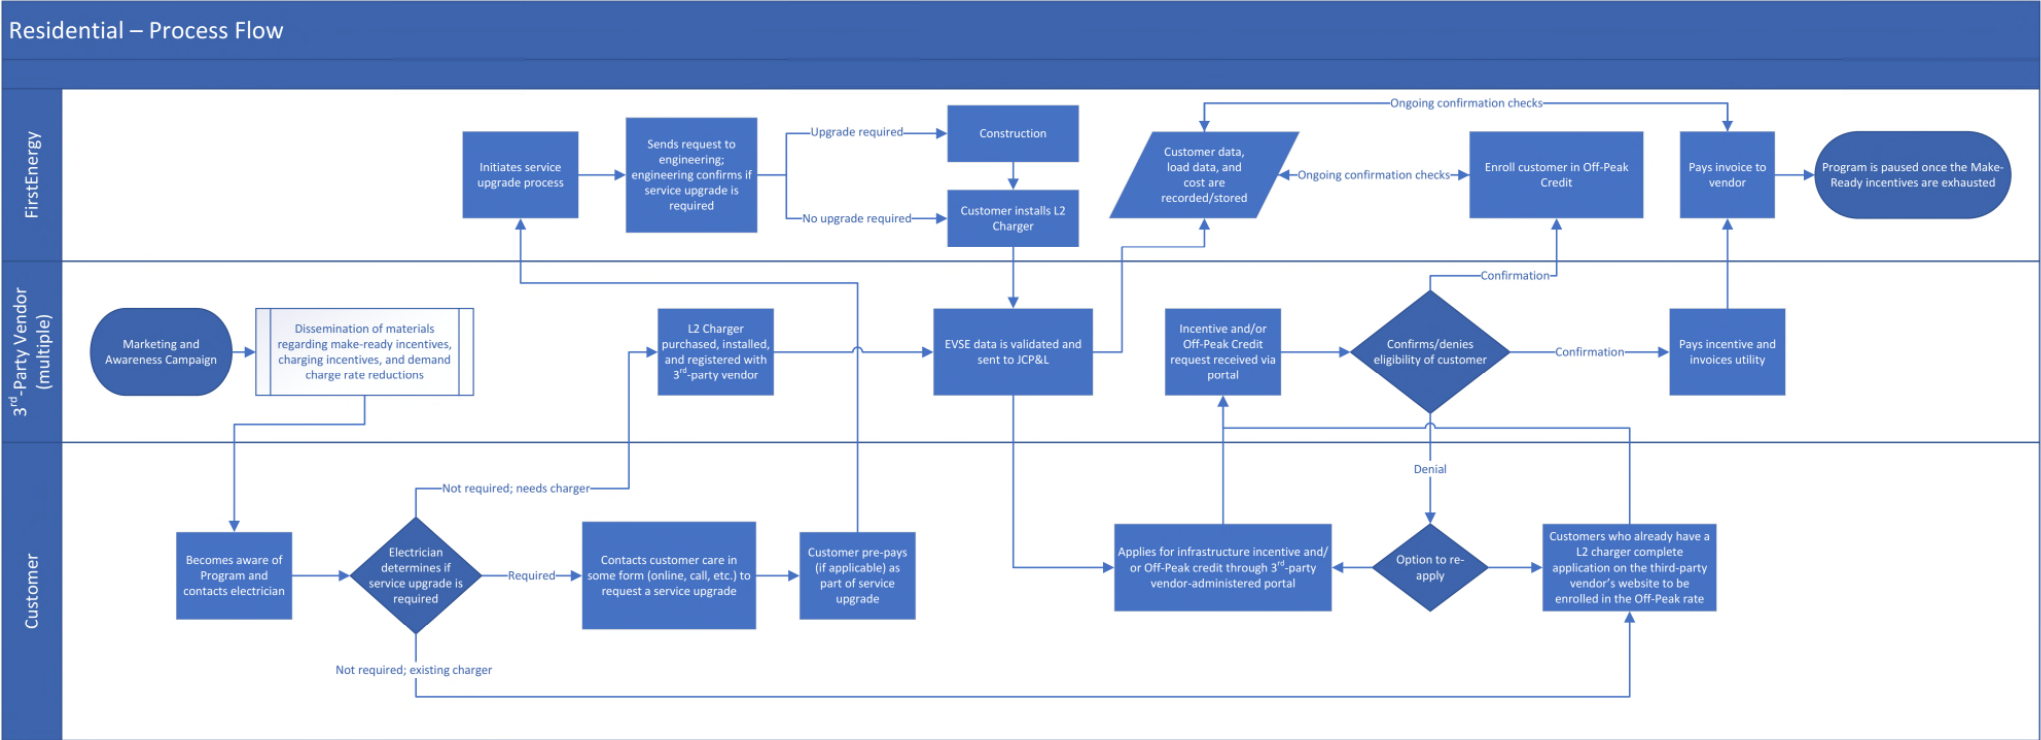 Residential – Process Flow
FirstEnergy
Initiates service
upgrade process
Sends request to
engineering;
engineering confirms if
service upgrade is
required
Upgrade required
No upgrade required
Construction
Customer installs L2
Charger
Ongoing confirmation checks
Customer data,
load data, and
cost are
recorded/stored
Ongoing confirmation checks
Enroll customer in Off-Peak
Credit
Pays invoice to
vendor
Program is paused once the Make-
Ready incentives are exhausted
3rd-Party Vendor
(multiple)
Marketing and
Awareness Campaign
Dissemination of materials
regarding make-ready incentives,
charging incentives, and demand
charge rate reductions
L2 Charger
purchased, installed,
and registered with
3rd-party vendor
EVSE data is validated and
sent to JCP&L
Incentive and/or
Off-Peak Credit
request received via
portal
Confirms/denies
eligibility of customer
Confirmation
Confirmation
Pays incentive and
invoices utility
Customer
Becomes aware of
Program and
contacts electrician
Electrician
determines if
service upgrade is
required
Not required; needs charger
Required
Not required; existing charger
Contacts customer care in
some form (online, call, etc.) to
request a service upgrade
Customer pre-pays
(if applicable) as
part of service
upgrade
Applies for infrastructure incentive and/
or Off-Peak credit through 3rd-party
vendor-administered portal
Denial
Option to re-
apply
Customers who already have a
L2 charger complete
application on the third-party
vendor's website to be
enrolled in the Off-Peak rate